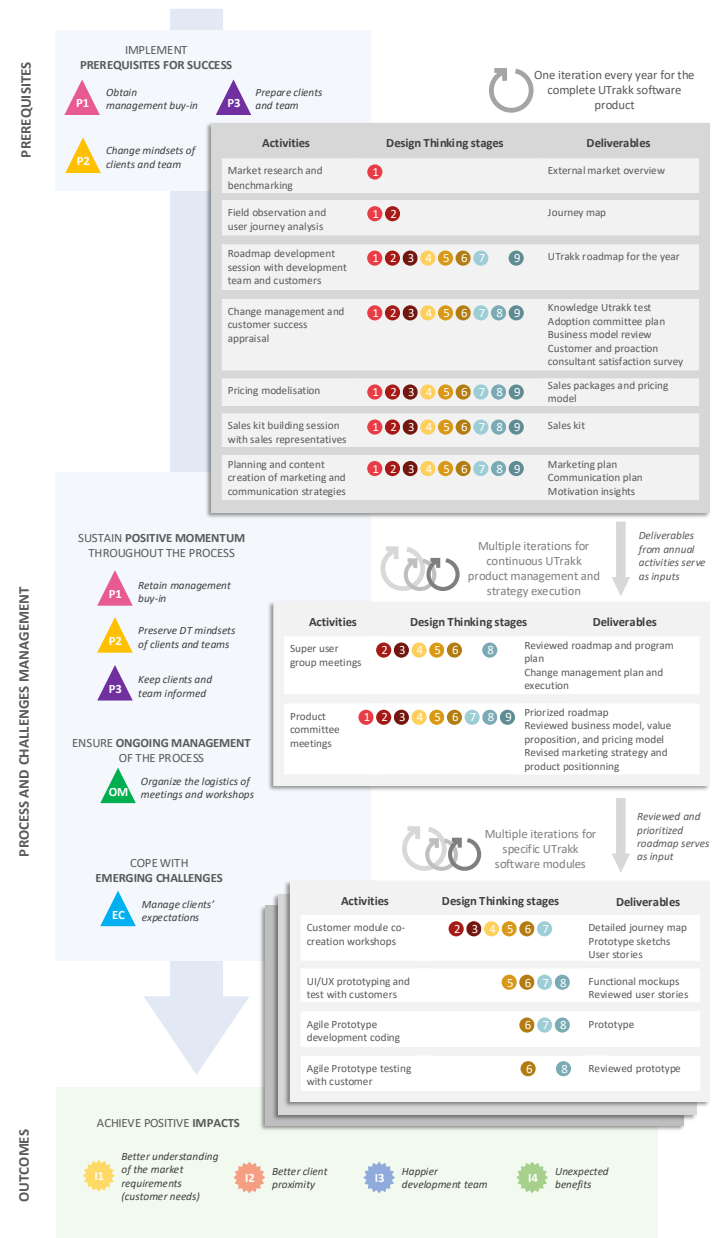 PREREQUISITES
IMPLEMENT
PREREQUISITES FOR SUCCESS
P1
Obtain
management buy-in
P3
Prepare clients
and team
P2
Change mindsets of
clients and team
One iteration every year for the
complete UTrakk software
product
Activities
Design Thinking stages
Deliverables
Market research and
benchmarking
1
External market overview
Field observation and
user journey analysis
1 2
Journey map
Roadmap development
session with development
team and customers
1 2 3 4 5 6 7 9
UTrakk roadmap for the year
Change management and
customer success
appraisal
1 2 3 4 5 6 7 8 9
Knowledge Utrakk test
Adoption committee plan
Business model review
Customer and proaction
consultant satisfaction survey
Pricing modelisation
1 2 3 4 5 6 7 8 9
Sales packages and pricing
model
Sales kit building session
with sales representatives
1 2 3 4 5 6 7 8 9
Sales kit
Planning and content
creation of marketing and
communication strategies
1 2 3 4 5 6 7 8 9
Marketing plan
Communication plan
Motivation insights
PROCESS AND CHALLENGES MANAGEMENT
SUSTAIN POSITIVE MOMENTUM
THROUGHOUT THE PROCESS
P1
Retain management
buy-in
P2
Preserve DT mindsets
of clients and teams
P3
Keep clients and
team informed
ENSURE ONGOING MANAGEMENT
OF THE PROCESS
OM
Organize the logistics of
meetings and workshops
COPE WITH
EMERGING CHALLENGES
EC
Manage clients'
expectations
Multiple iterations for
continuous UTrakk
product management and
strategy execution
Deliverables
from annual
activities serve
as inputs
Activities
Design Thinking stages
Deliverables
Super user
group meetings
2 3 4 5 6 8
Reviewed roadmap and program
plan
Change management plan and
execution
Product
committee
meetings
1 2 3 4 5 6 7 8 9
Priorized roadmap
Reviewed business model, value
proposition, and pricing model
Revised marketing strategy and
product positionning
Multiple iterations for
specific UTrakk
software modules
Reviewed and
prioritized
roadmap serves
as input
Activities
Design Thinking stages
Deliverables
Customer module co-
creation workshops
2 3 4 5 6 7
Detailed journey map
Prototype sketchs
User stories
UI/UX prototyping and
test with customers
5 6 7 8
Functional mockups
Reviewed user stories
Agile Prototype
development coding
6 7 8
Prototype
Agile Prototype testing
with customer
6 8
Reviewed prototype
OUTCOMES
ACHIEVE POSITIVE IMPACTS
I1
Better understanding
of the market
requirements
(customer needs)
I2
Better client
proximity
I3
Happier
development team
I4
Unexpected
benefits